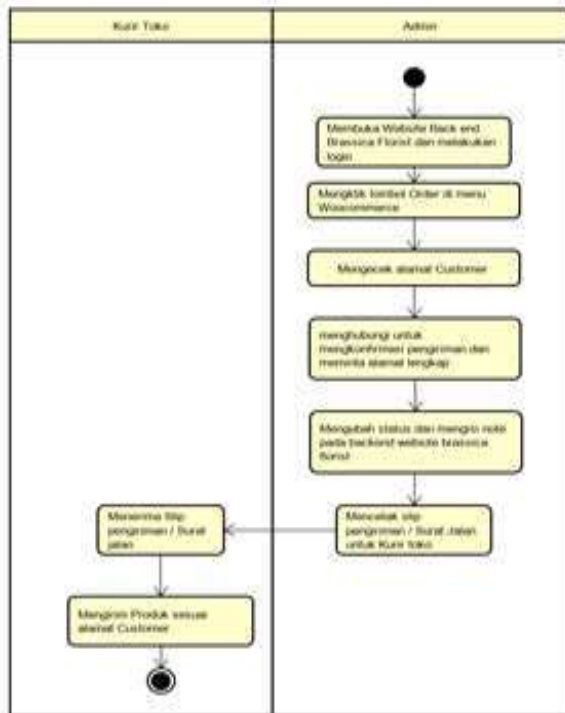 Kurir Toko
Admin
Membuka Website Back end
Brassica Florist dan melakukan
login
Mengklik tombol Order di menu
Woocommerce
Mengecek alamat Customer
menghubungi untuk
mengkonfirmasi pengiriman dan
meminta alamat lengkap
Mengubah status dan mengisi note
pada backend website brassica
florist
Mencetak slip
pengiriman / Surat Jalan
untuk Kurir toko
Menerima Slip
pengiriman / Surat
jalan
Mengirim Produk sesuai
alamat Customer